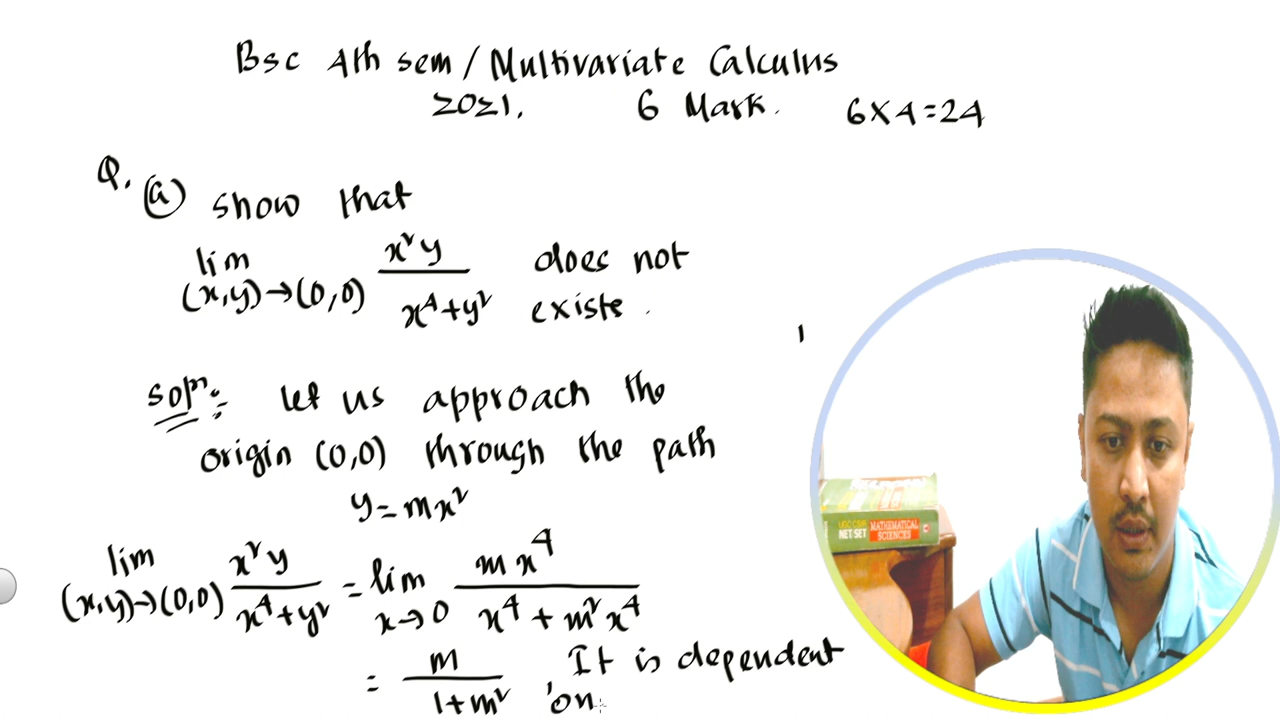 Bsc 4th sem / Multivariate Calculus
2021. 6 Mark. 6×4=24
Q. (a) show that
lim (x,y)→(0,0) x²y / x⁴+y² does not existe.
Solⁿ: let us approach the
origin (0,0) through the path
y=mx²
lim (x,y)→(0,0) x²y / x⁴+y² = lim x→0 mx⁴ / x⁴+m²x⁴
= m / 1+m² , It is dependent
on
UGC CSIR
NET/SET
MATHEMATICAL
SCIENCES